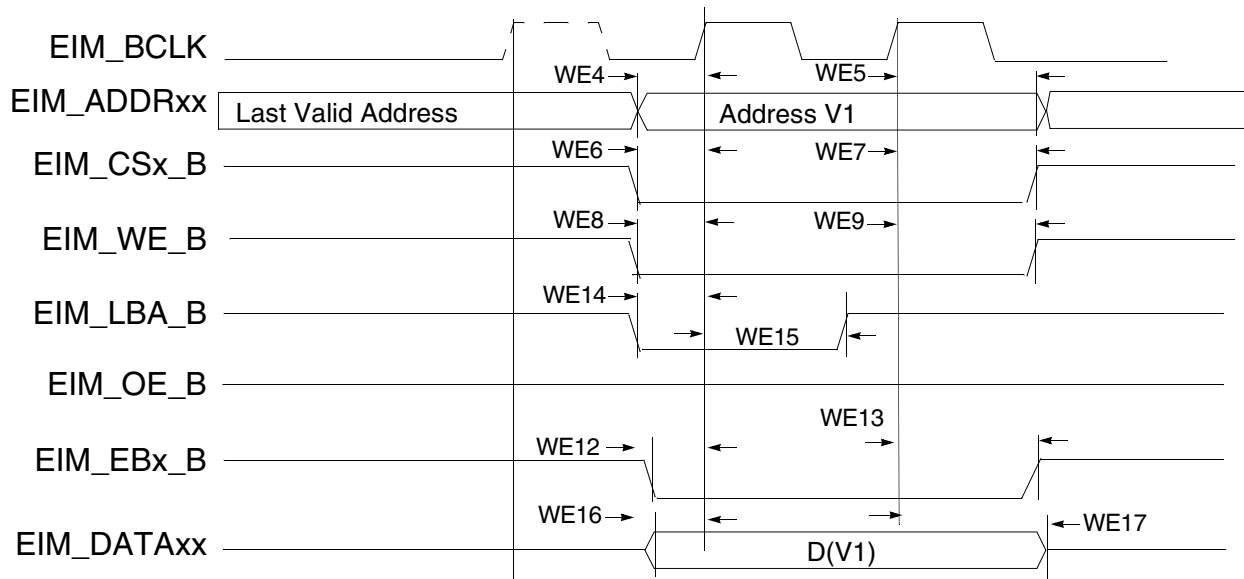 EIM_BCLK
WE4
WE5
EIM_ADDRxx
Last Valid Address
Address V1
WE6
WE7
EIM_CSx_B
WE8
WE9
EIM_WE_B
WE14
EIM_LBA_B
WE15
EIM_OE_B
WE13
WE12
EIM_EBx_B
WE16
WE17
EIM_DATAxx
D(V1)